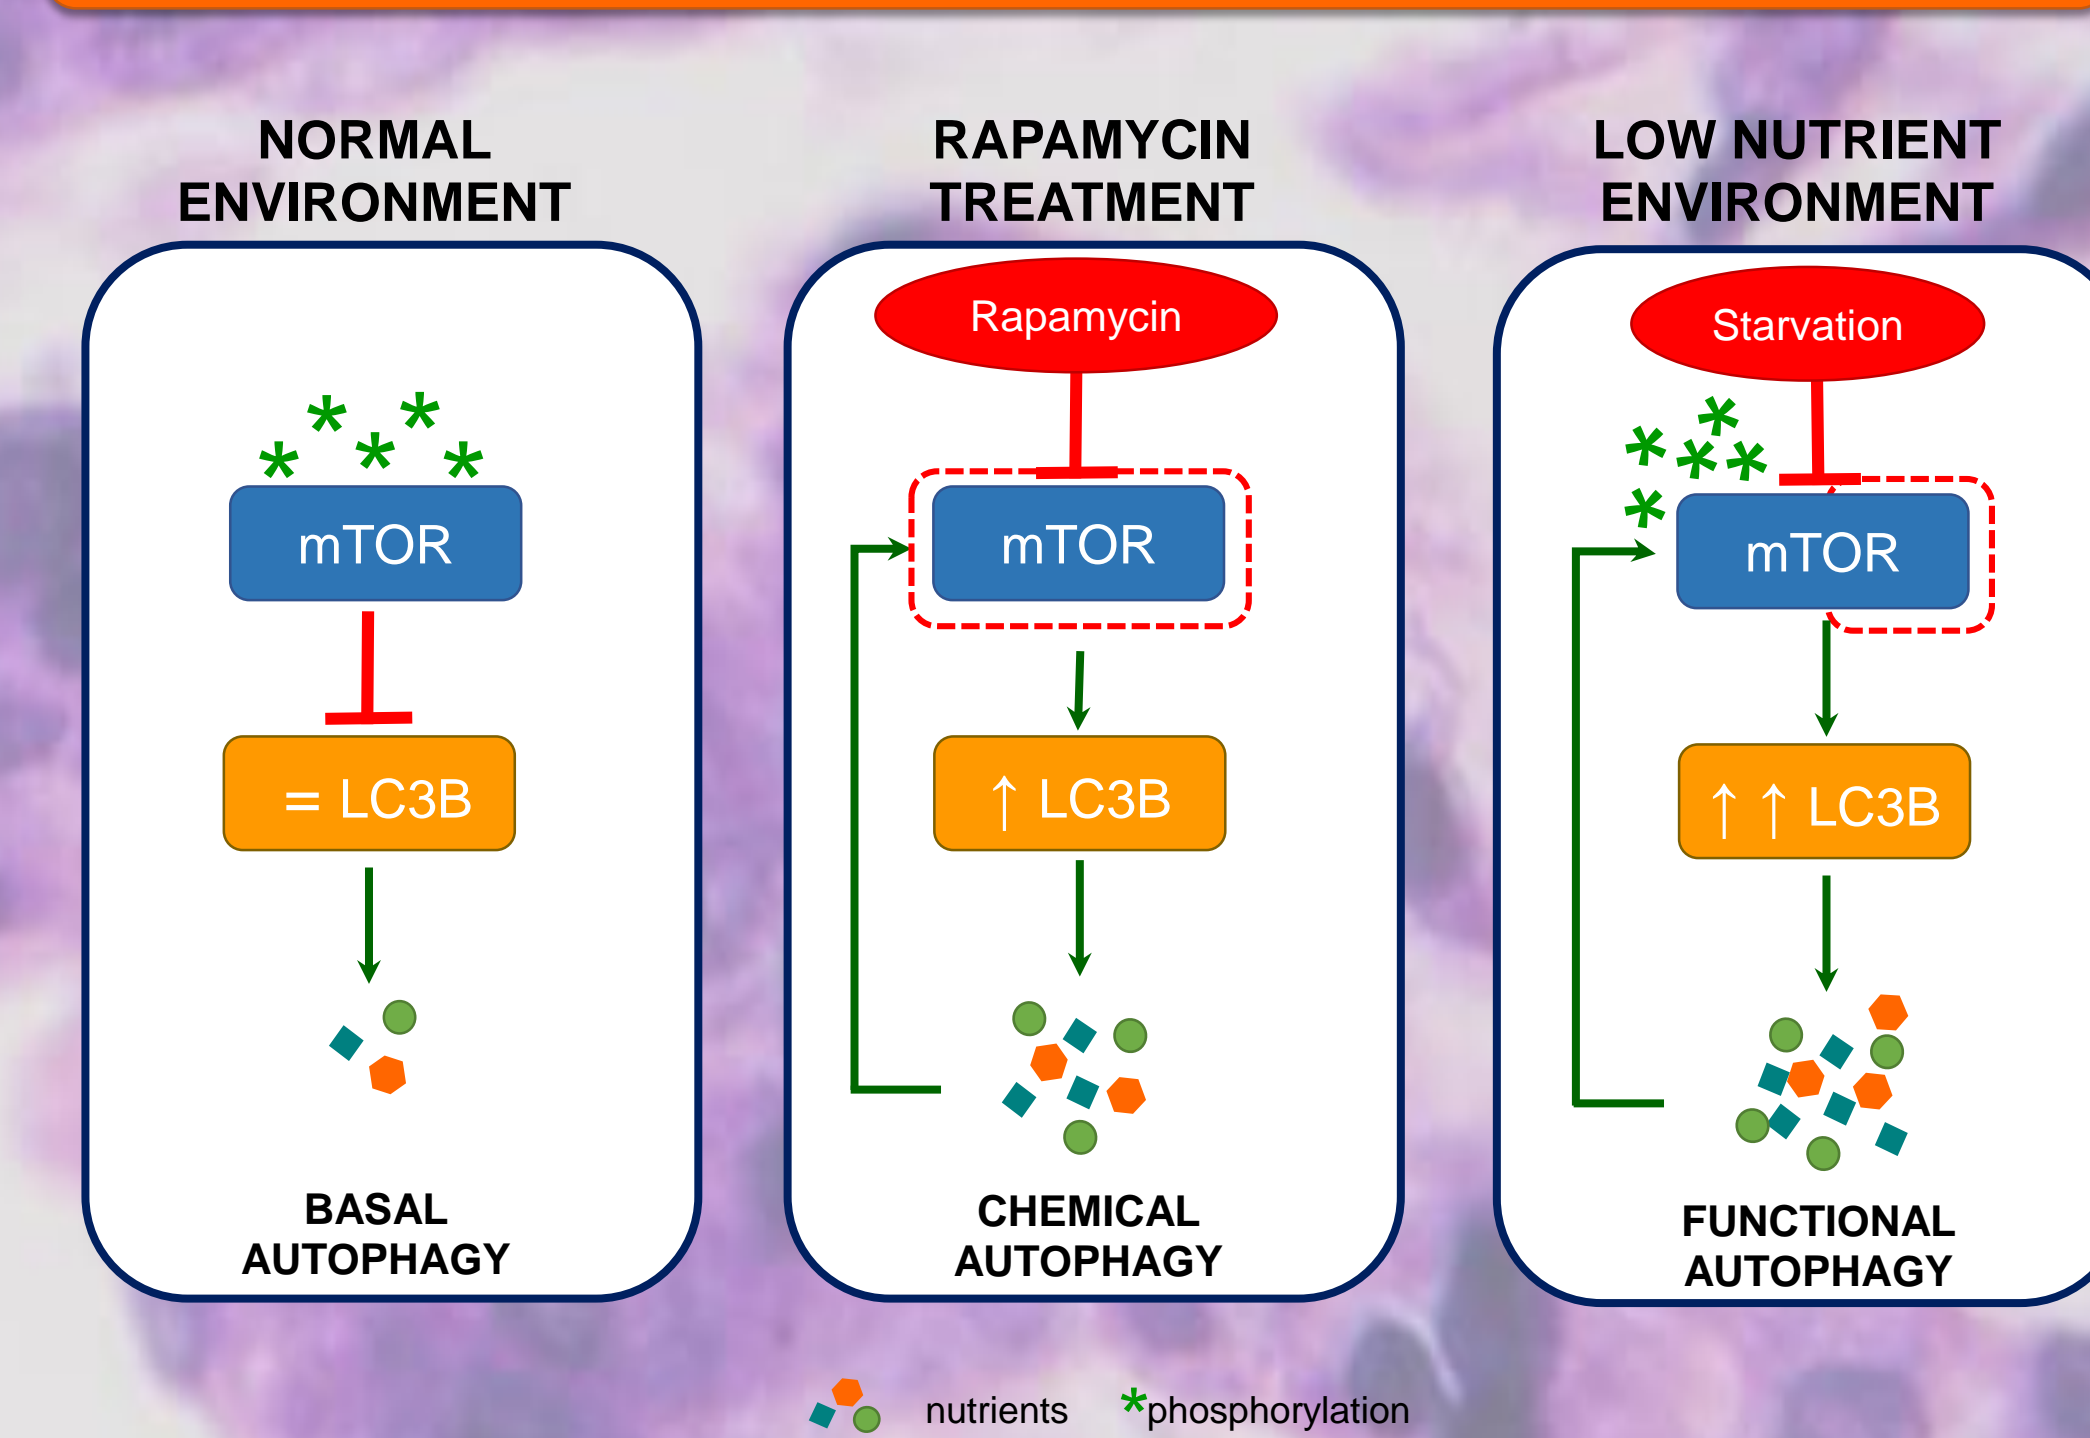 NORMAL
ENVIRONMENT
mTOR
= LC3B
BASAL
AUTOPHAGY
RAPAMYCIN
TREATMENT
Rapamycin
mTOR
↑ LC3B
CHEMICAL
AUTOPHAGY
LOW NUTRIENT
ENVIRONMENT
Starvation
mTOR
↑ ↑ LC3B
FUNCTIONAL
AUTOPHAGY
nutrients
*phosphorylation